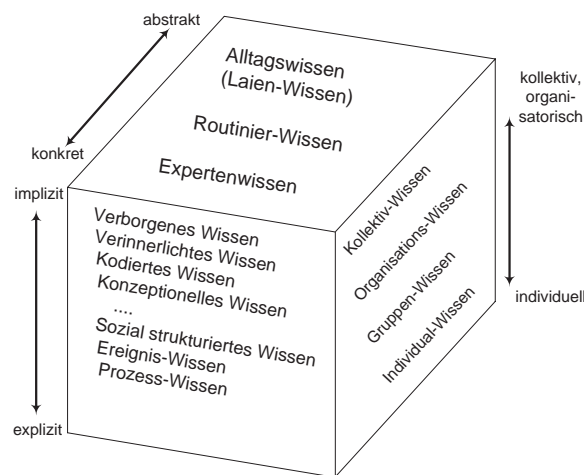 abstrakt
konkret
Alltagswissen
(Laien-Wissen)
Routinier-Wissen
Expertenwissen
implizit
explizit
Verborgenes Wissen
Verinnerlichtes Wissen
Kodiertes Wissen
Konzeptionelles Wissen
....
Sozial strukturiertes Wissen
Ereignis-Wissen
Prozess-Wissen
Kollektiv-Wissen
Organisations-Wissen
Gruppen-Wissen
Individual-Wissen
kollektiv,
organi-
satorisch
individuell